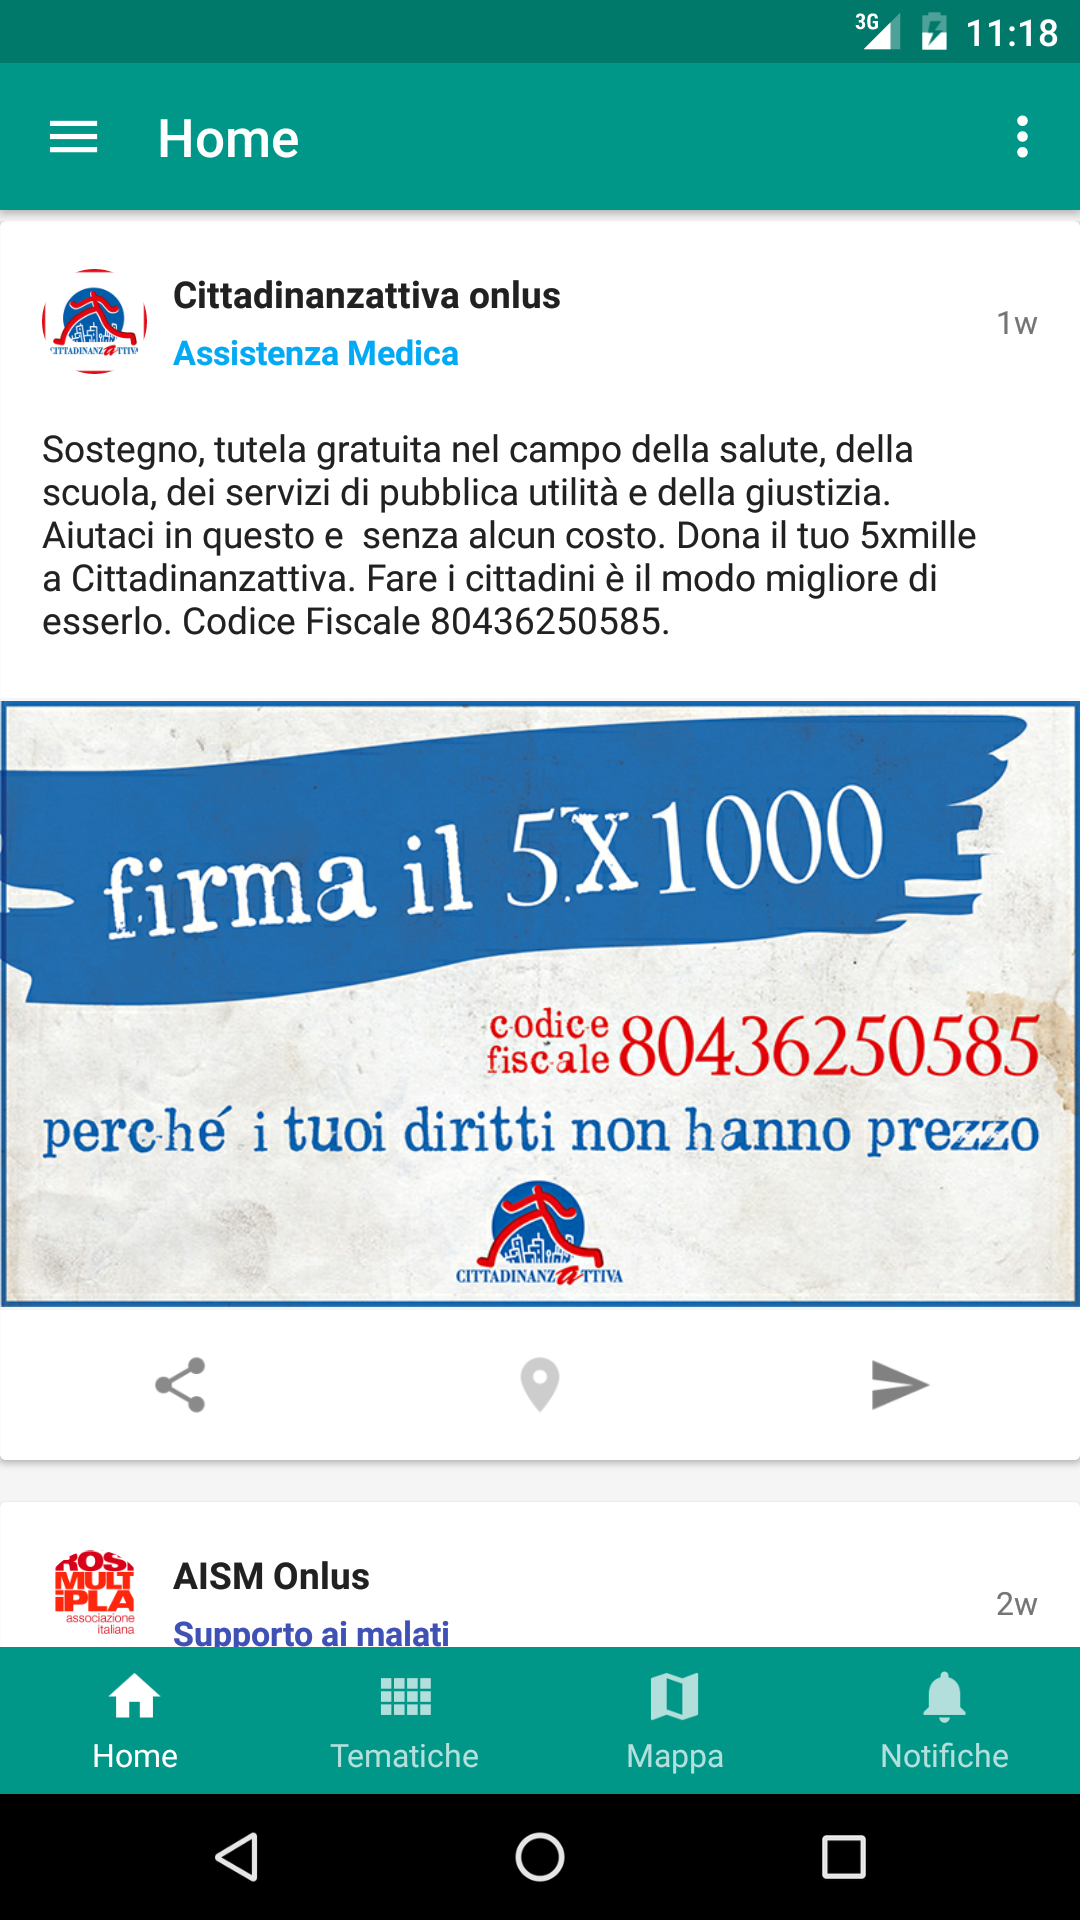 3G 11:18
Home
Cittadinanzattiva onlus
1w
Assistenza Medica
CITTADINANZATTIVA
Sostegno, tutela gratuita nel campo della salute, della
scuola, dei servizi di pubblica utilità e della giustizia.
Aiutaci in questo e  senza alcun costo. Dona il tuo 5xmille
a Cittadinanzattiva. Fare i cittadini è il modo migliore di
esserlo. Codice Fiscale 80436250585.
firma il 5X1000
codice
fiscale 80436250585
perché i tuoi diritti non hanno prezzo
CITTADINANZATTIVA
AISM Onlus
2w
Supporto ai malati
MULT
iPLA
associazione
italiana
Home Tematiche Mappa Notifiche